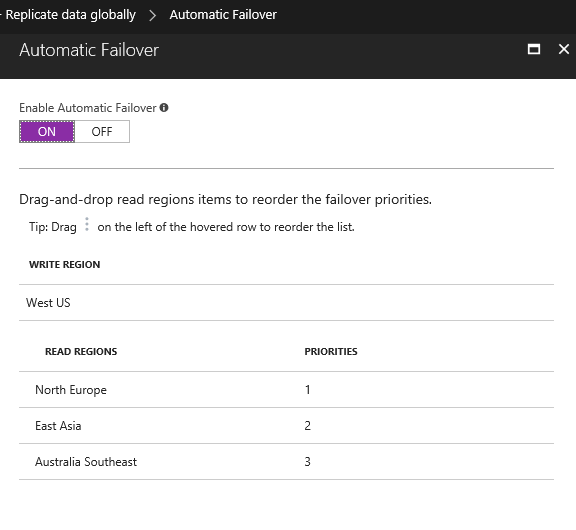 Replicate data globally > Automatic Failover
Automatic Failover
Enable Automatic Failover
ON OFF
Drag-and-drop read regions items to reorder the failover priorities.
Tip: Drag ⋮ on the left of the hovered row to reorder the list.
WRITE REGION
West US
READ REGIONS PRIORITIES
North Europe 1
East Asia 2
Australia Southeast 3